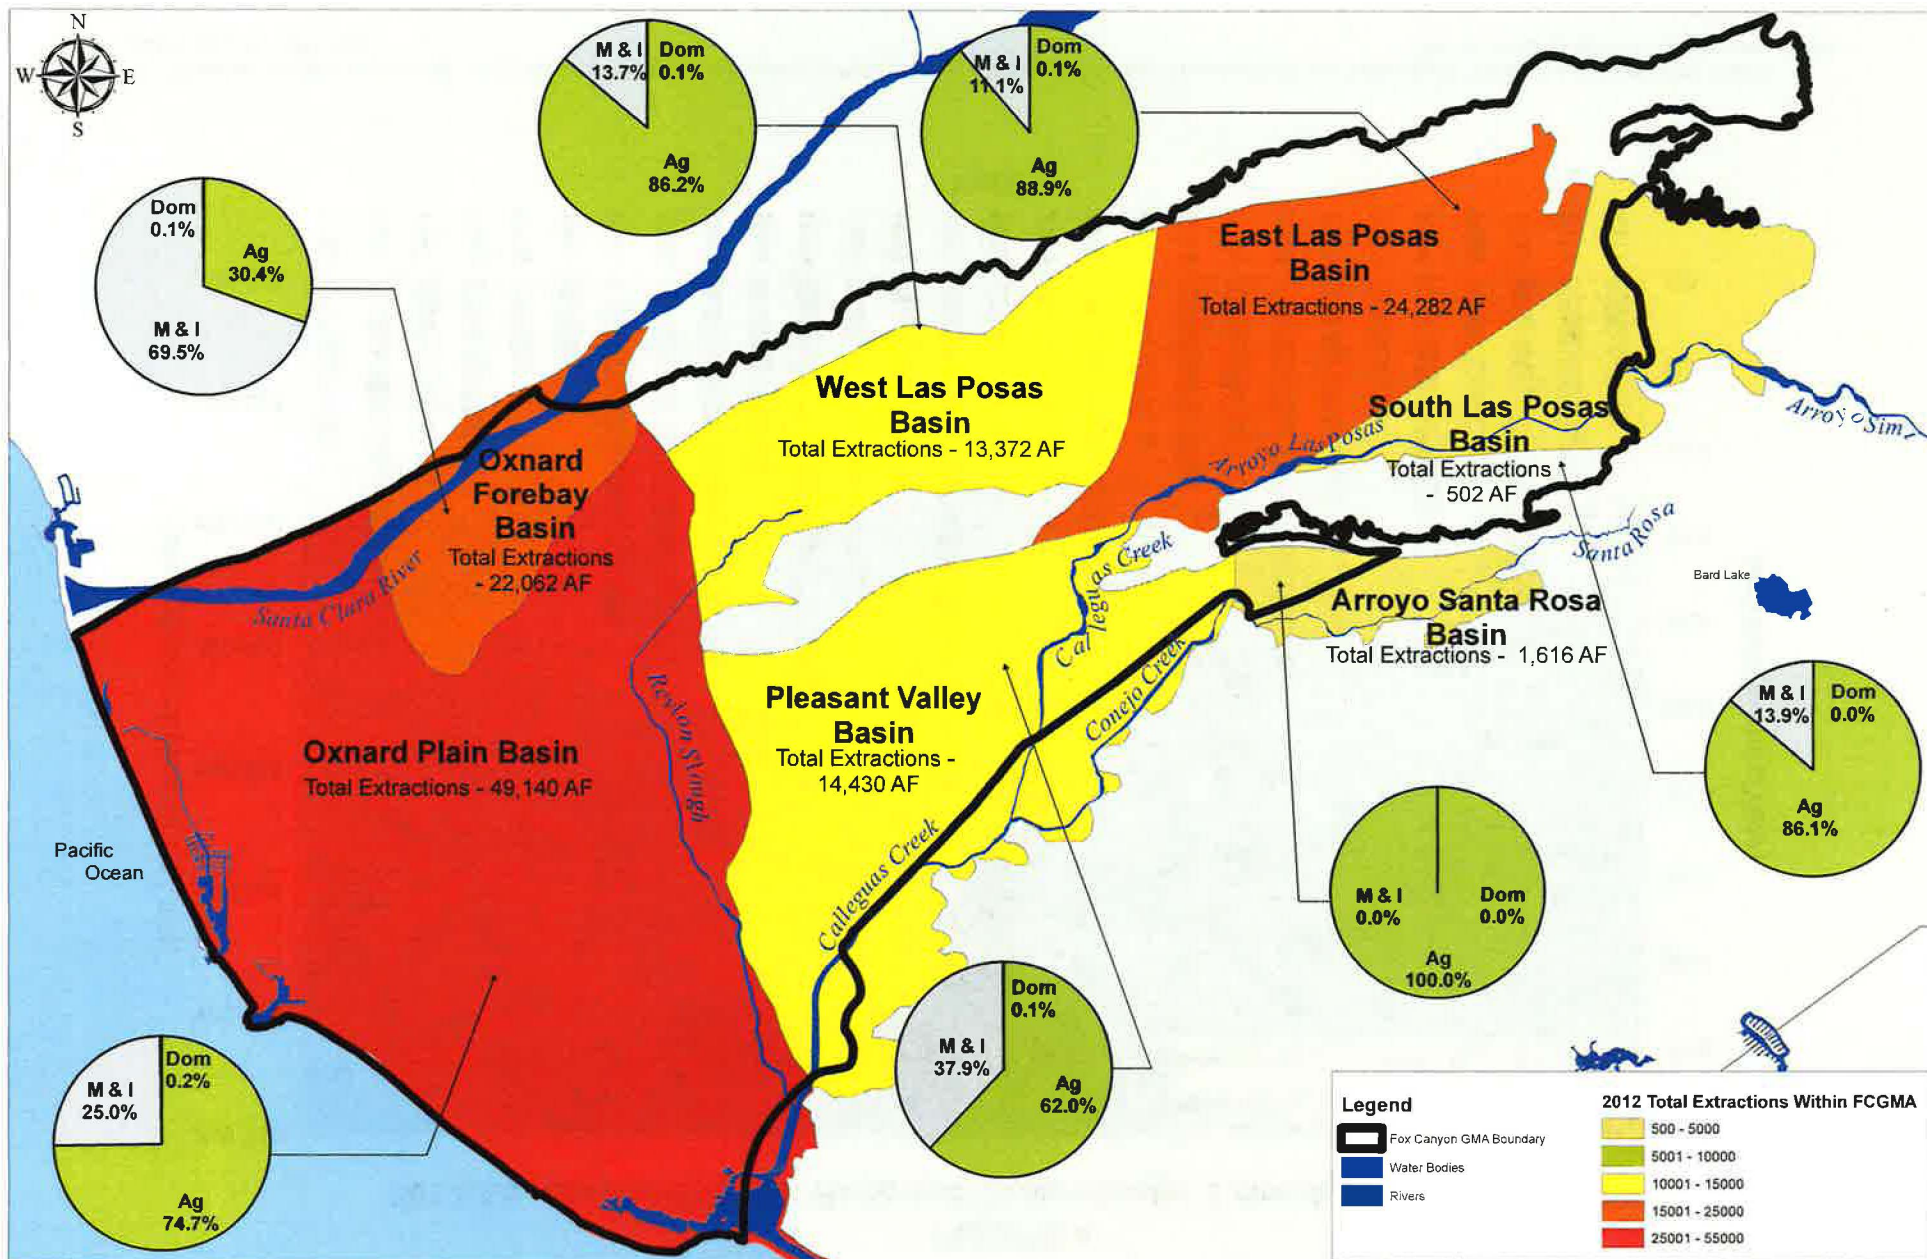 N
W
E
S
M & I
13.7%
Dom
0.1%
Ag
86.2%
M & I
11.1%
Dom
0.1%
Ag
88.9%
Dom
0.1%
Ag
30.4%
M & I
69.5%
East Las Posas
Basin
Total Extractions - 24,282 AF
West Las Posas
Basin
Total Extractions - 13,372 AF
South Las Posas
Basin
Total Extractions
- 502 AF
Arroyo Las Posas
Arroyo Simi
Oxnard
Forebay
Basin
Total Extractions
- 22,062 AF
Santa Clara River
Calleguas Creek
Santa Rosa
Bard Lake
Arroyo Santa Rosa
Basin
Total Extractions - 1,616 AF
Conejo Creek
Revlon Slough
Pleasant Valley
Basin
Total Extractions -
14,430 AF
Oxnard Plain Basin
Total Extractions - 49,140 AF
M & I
13.9%
Dom
0.0%
Ag
86.1%
Pacific
Ocean
Calleguas Creek
M & I
0.0%
Dom
0.0%
Ag
100.0%
M & I
37.9%
Dom
0.1%
Ag
62.0%
M & I
25.0%
Dom
0.2%
Ag
74.7%
Legend
Fox Canyon GMA Boundary
Water Bodies
Rivers
2012 Total Extractions Within FCGMA
500 - 5000
5001 - 10000
10001 - 15000
15001 - 25000
25001 - 55000